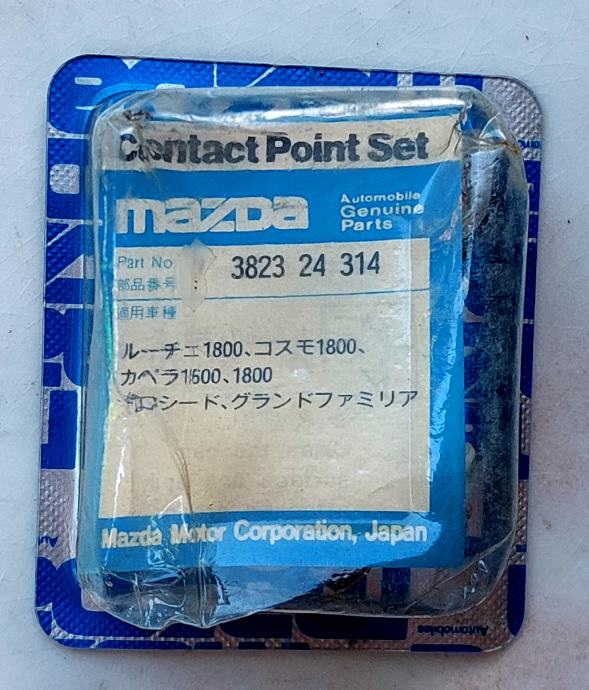 Contact Point Set
mazda
Automobile
Genuine
Parts
Part No
部品番号
3823 24 314
適用車種
ルーチェ1800、コスモ1800、
カペラ1600、1800
プロシード、グランドファミリア
Mazda Motor Corporation, Japan
Automobiles